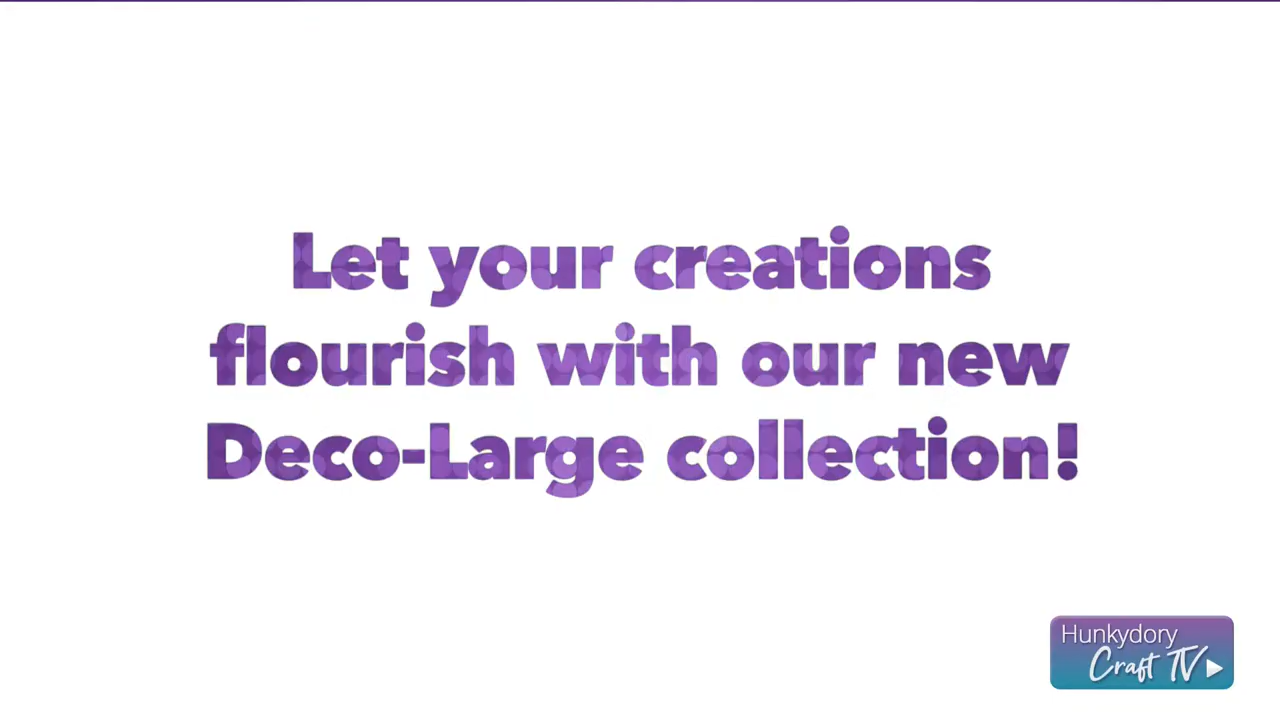 Let your creations
flourish with our new
Deco-Large collection!
Hunkydory
Craft TV